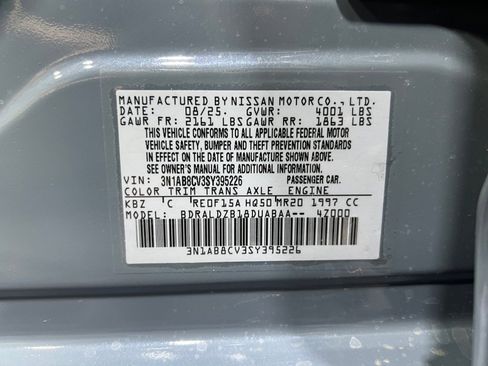 MANUFACTURED BY NISSAN MOTOR CO., LTD.
DATE: 08/25. GVWR: 4001 LBS
GAWR FR: 2161 LBS GAWR RR: 1863 LBS
THIS VEHICLE CONFORMS TO ALL APPLICABLE FEDERAL MOTOR
VEHICLE SAFETY, BUMPER AND THEFT PREVENTION STANDARDS
IN EFFECT ON THE DATE OF MANUFACTURE SHOWN ABOVE.
SEE OWNER'S MANUAL FOR ADDITIONAL INFORMATION.
VIN: 3N1AB8CV3SY395226 PASSENGER CAR.
COLOR TRIM TRANS AXLE ENGINE
KBZ C RE0F15A HQ50 MR20 1997 CC
MODEL: BDRALDZB18DUABAA-- 47000
3N1AB8CV3SY395226